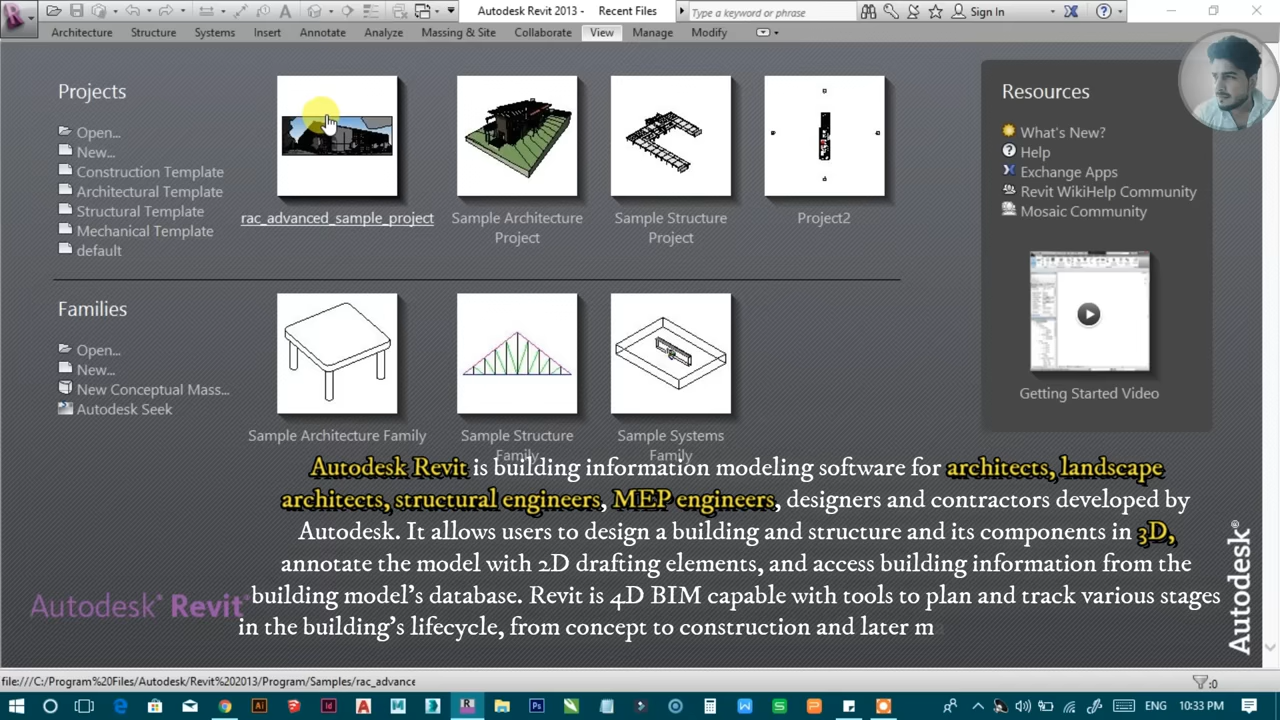 Autodesk Revit 2013 - Recent Files
Type a keyword or phrase
Sign In
Architecture Structure Systems Insert Annotate Analyze Massing & Site Collaborate View Manage Modify
Projects
Open...
New...
Construction Template
Architectural Template
Structural Template
Mechanical Template
default
rac_advanced_sample_project
Sample Architecture
Project
Sample Structure
Project
Project2
Resources
What's New?
Help
Exchange Apps
Revit WikiHelp Community
Mosaic Community
Getting Started Video
Families
Open...
New...
New Conceptual Mass...
Autodesk Seek
Sample Architecture Family
Sample Structure
Family
Sample Systems
Family
Autodesk Revit is building information modeling software for architects, landscape
architects, structural engineers, MEP engineers, designers and contractors developed by
Autodesk. It allows users to design a building and structure and its components in 3D,
annotate the model with 2D drafting elements, and access building information from the
building model's database. Revit is 4D BIM capable with tools to plan and track various stages
in the building's lifecycle, from concept to construction and later ma
Autodesk® Revit®
Autodesk®
file:///C:/Program%20Files/Autodesk/Revit%202013/Program/Samples/rac_advance
:0
ENG 10:33 PM